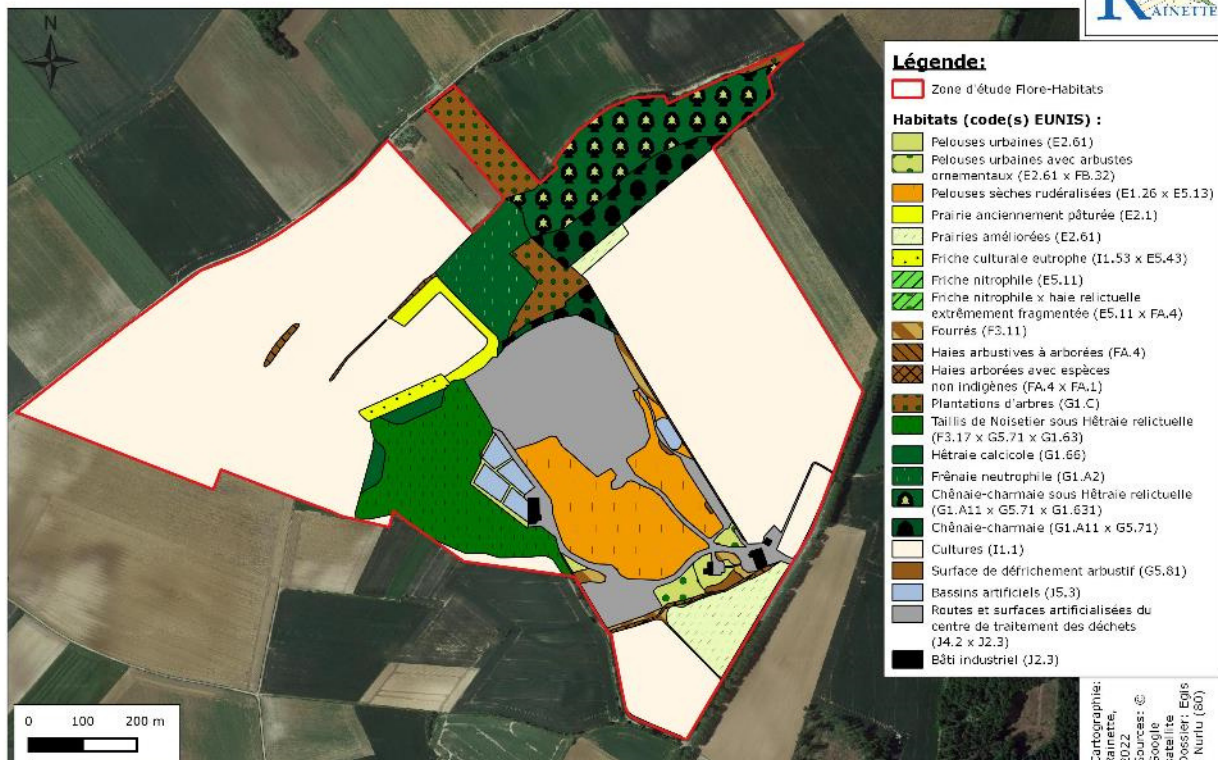 N
RAINETTE
Légende:
Zone d'étude Flore-Habitats
Habitats (code(s) EUNIS) :
Pelouses urbaines (E2.61)
Pelouses urbaines avec arbustes
ornementaux (E2.61 x FB.32)
Pelouses sèches rudéralisées (E1.26 x E5.13)
Prairie anciennement pâturée (E2.1)
Prairies améliorées (E2.61)
Friche culturale eutrophe (I1.53 x E5.43)
Friche nitrophile (E5.11)
Friche nitrophile x haie relictuelle
extrêmement fragmentée (E5.11 x FA.4)
Fourrés (F3.11)
Haies arbustives à arborées (FA.4)
Haies arborées avec espèces
non indigènes (FA.4 x FA.1)
Plantations d'arbres (G1.C)
Taillis de Noisetier sous Hêtraie relictuelle
(F3.17 x G5.71 x G1.63)
Hêtraie calcicole (G1.66)
Frênaie neutrophile (G1.A2)
Chênaie-charmaie sous Hêtraie relictuelle
(G1.A11 x G5.71 x G1.631)
Chênaie-charmaie (G1.A11 x G5.71)
Cultures (I1.1)
Surface de défrichement arbustif (G5.81)
Bassins artificiels (J5.3)
Routes et surfaces artificialisées du
centre de traitement des déchets
(J4.2 x J2.3)
Bâti industriel (J2.3)
0 100 200 m
Cartographie:
Rainette,
2022
Sources: ©
Google
satellite
Dossier: Egis
Nurlu (80)